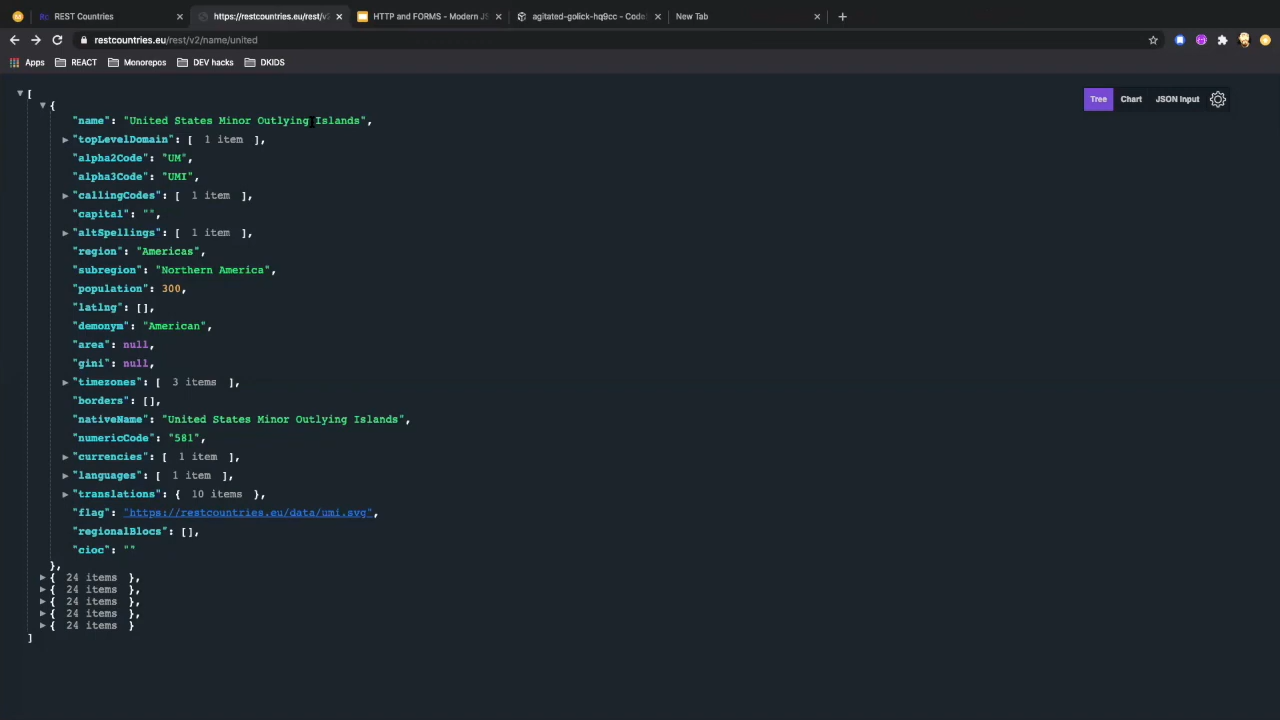 REST Countries
https://restcountries.eu/rest/v2
HTTP and FORMS - Modern JS
agitated-golick-hq9cc - Code
New Tab
restcountries.eu/rest/v2/name/united
Apps REACT Monorepos DEV hacks DKIDS
Tree Chart JSON Input
[
{
"name": "United States Minor Outlying Islands",
"topLevelDomain": [ 1 item ],
"alpha2Code": "UM",
"alpha3Code": "UMI",
"callingCodes": [ 1 item ],
"capital": "",
"altSpellings": [ 1 item ],
"region": "Americas",
"subregion": "Northern America",
"population": 300,
"latlng": [],
"demonym": "American",
"area": null,
"gini": null,
"timezones": [ 3 items ],
"borders": [],
"nativeName": "United States Minor Outlying Islands",
"numericCode": "581",
"currencies": [ 1 item ],
"languages": [ 1 item ],
"translations": { 10 items },
"flag": "https://restcountries.eu/data/umi.svg",
"regionalBlocs": [],
"cioc": ""
},
{ 24 items },
{ 24 items },
{ 24 items },
{ 24 items },
{ 24 items }
]